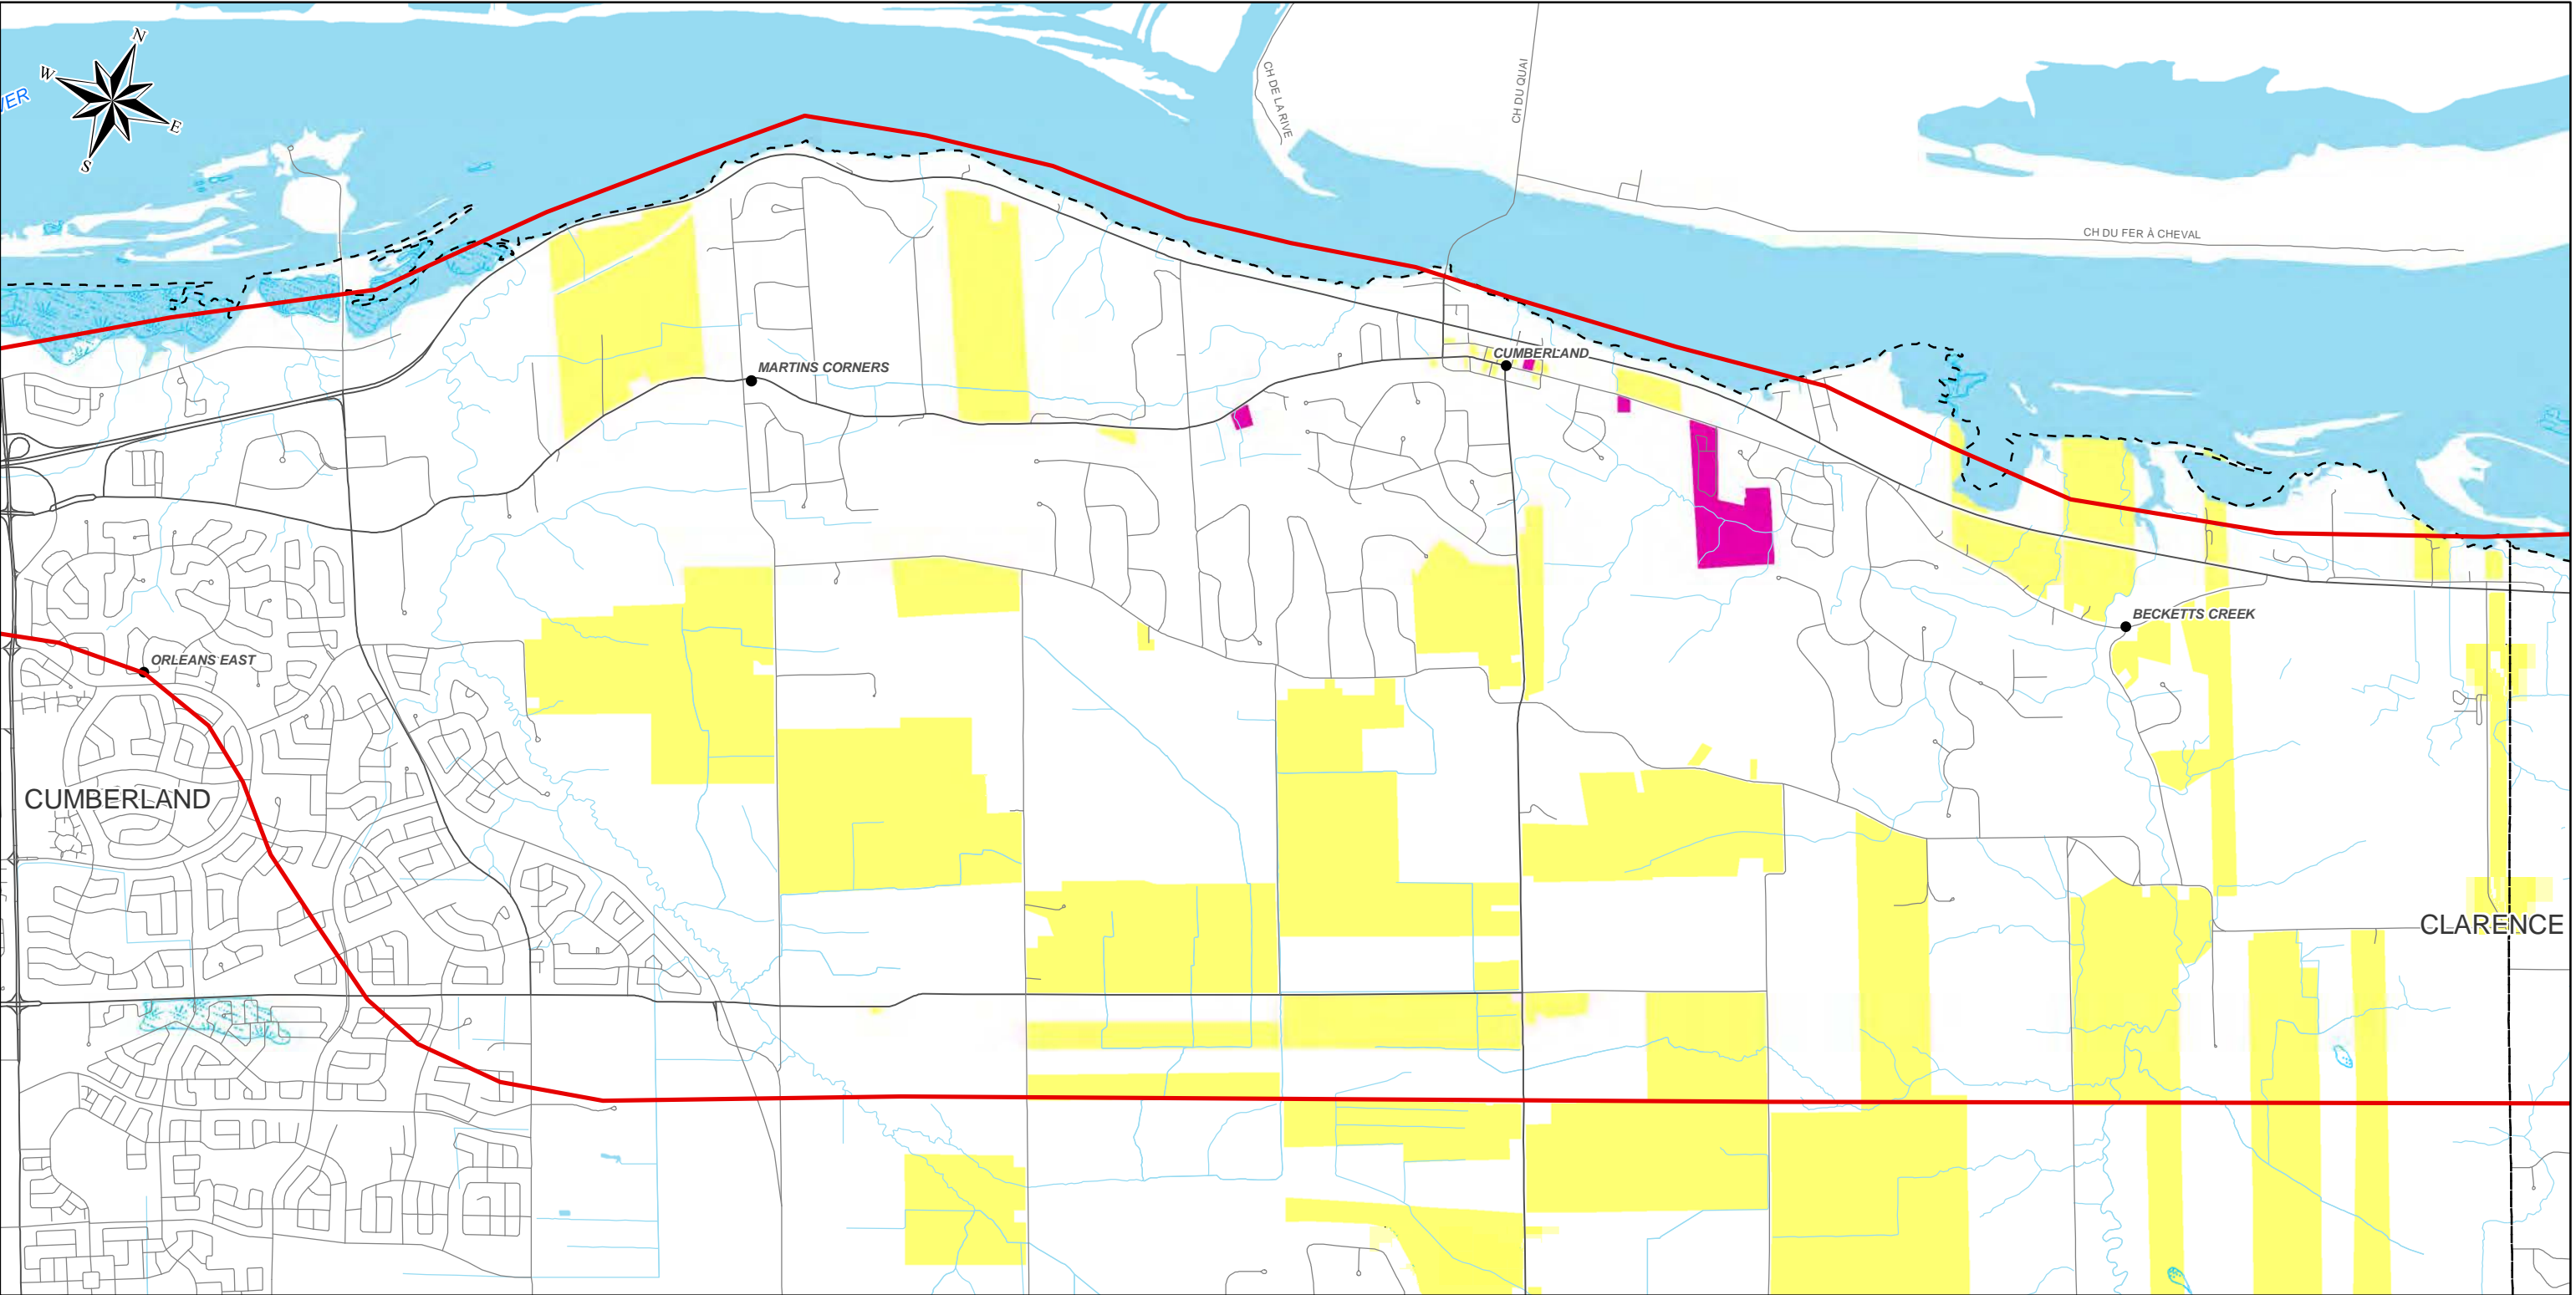 N
W
E
S
VER
CH DE LA RIVE
CH DU QUAI
CH DU FER À CHEVAL
MARTINS CORNERS
CUMBERLAND
BECKETTS CREEK
ORLEANS EAST
CUMBERLAND
CLARENCE